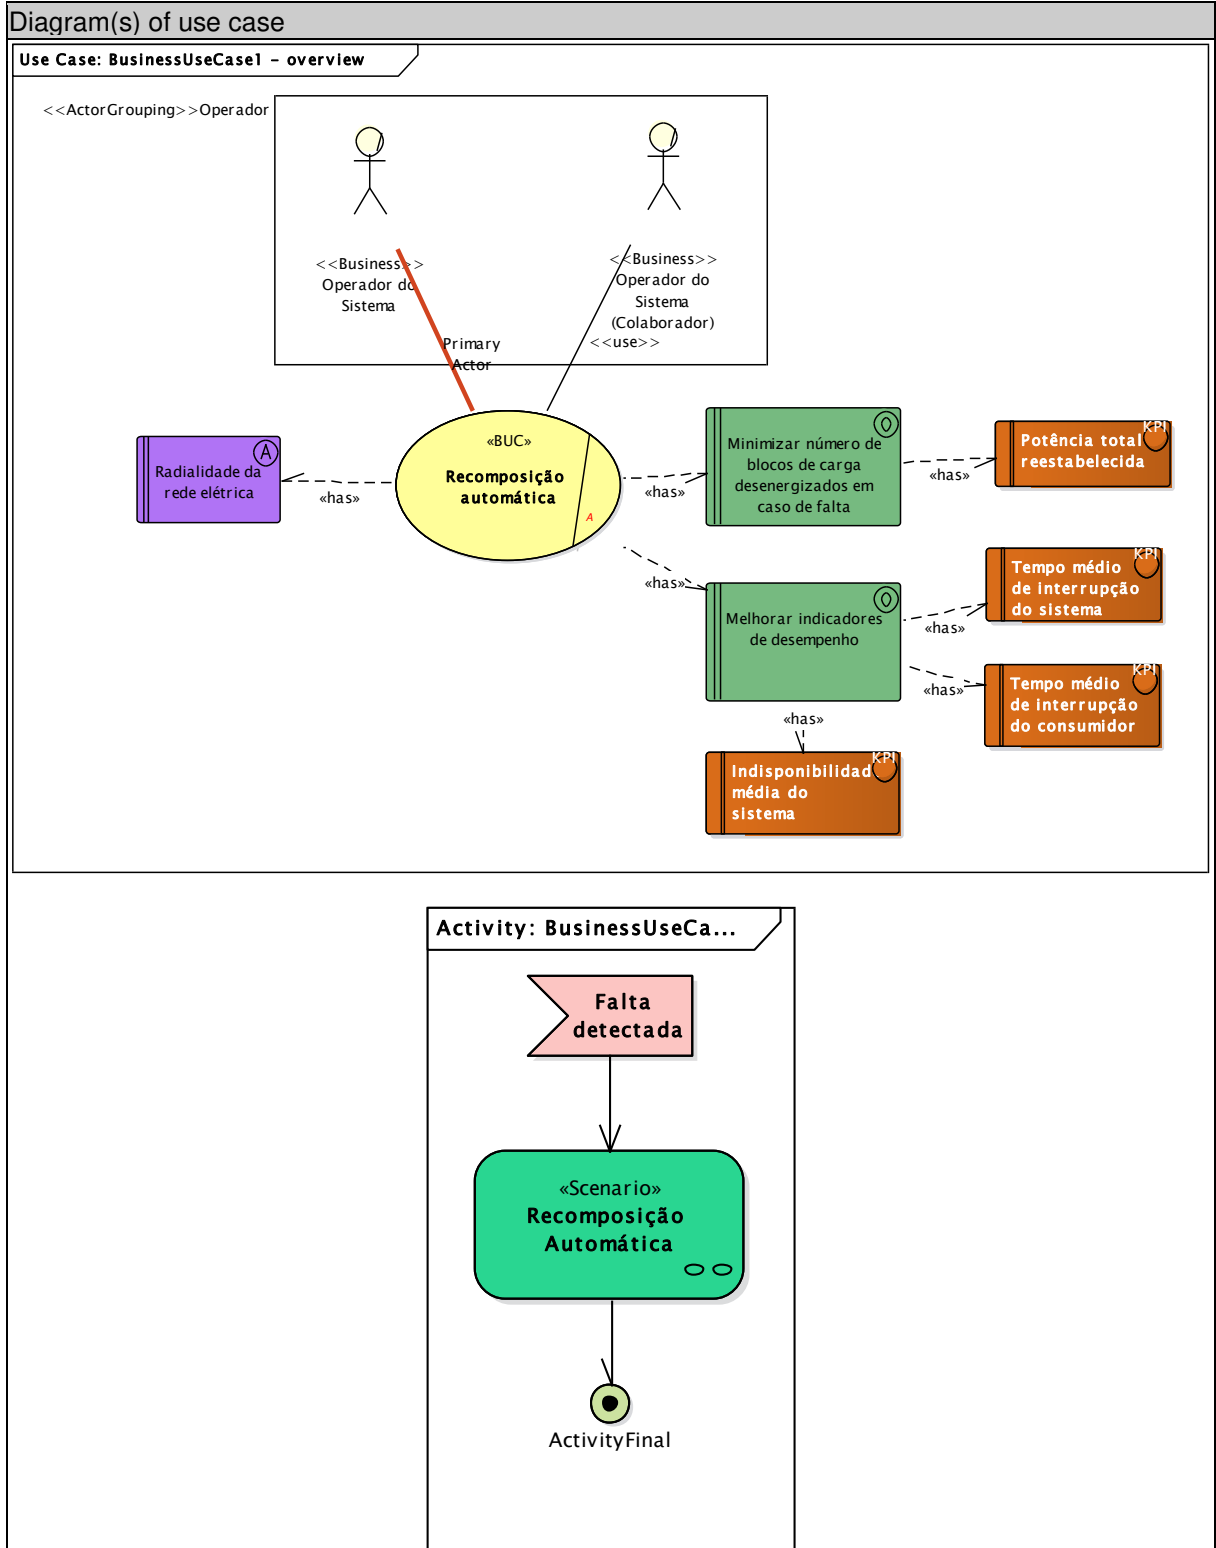 Diagram(s) of use case
Use Case: BusinessUseCase1 - overview
<<ActorGrouping>>Operador
<<Business>>
Operador do
Sistema
<<Business>>
Operador do
Sistema
(Colaborador)
<<use>>
Primary
Actor
A
Radialidade da
rede elétrica
«has»
«BUC»
Recomposição
automática
A
«has»
Minimizar número de
blocos de carga
desenergizados em
caso de falta
«has»
KPI
Potência total
reestabelecida
«has»
Melhorar indicadores
de desempenho
«has»
KPI
Tempo médio
de interrupção
do sistema
«has»
KPI
Tempo médio
de interrupção
do consumidor
«has»
KPI
Indisponibilidad
média do
sistema
Activity: BusinessUseCa...
Falta
detectada
«Scenario»
Recomposição
Automática
ActivityFinal